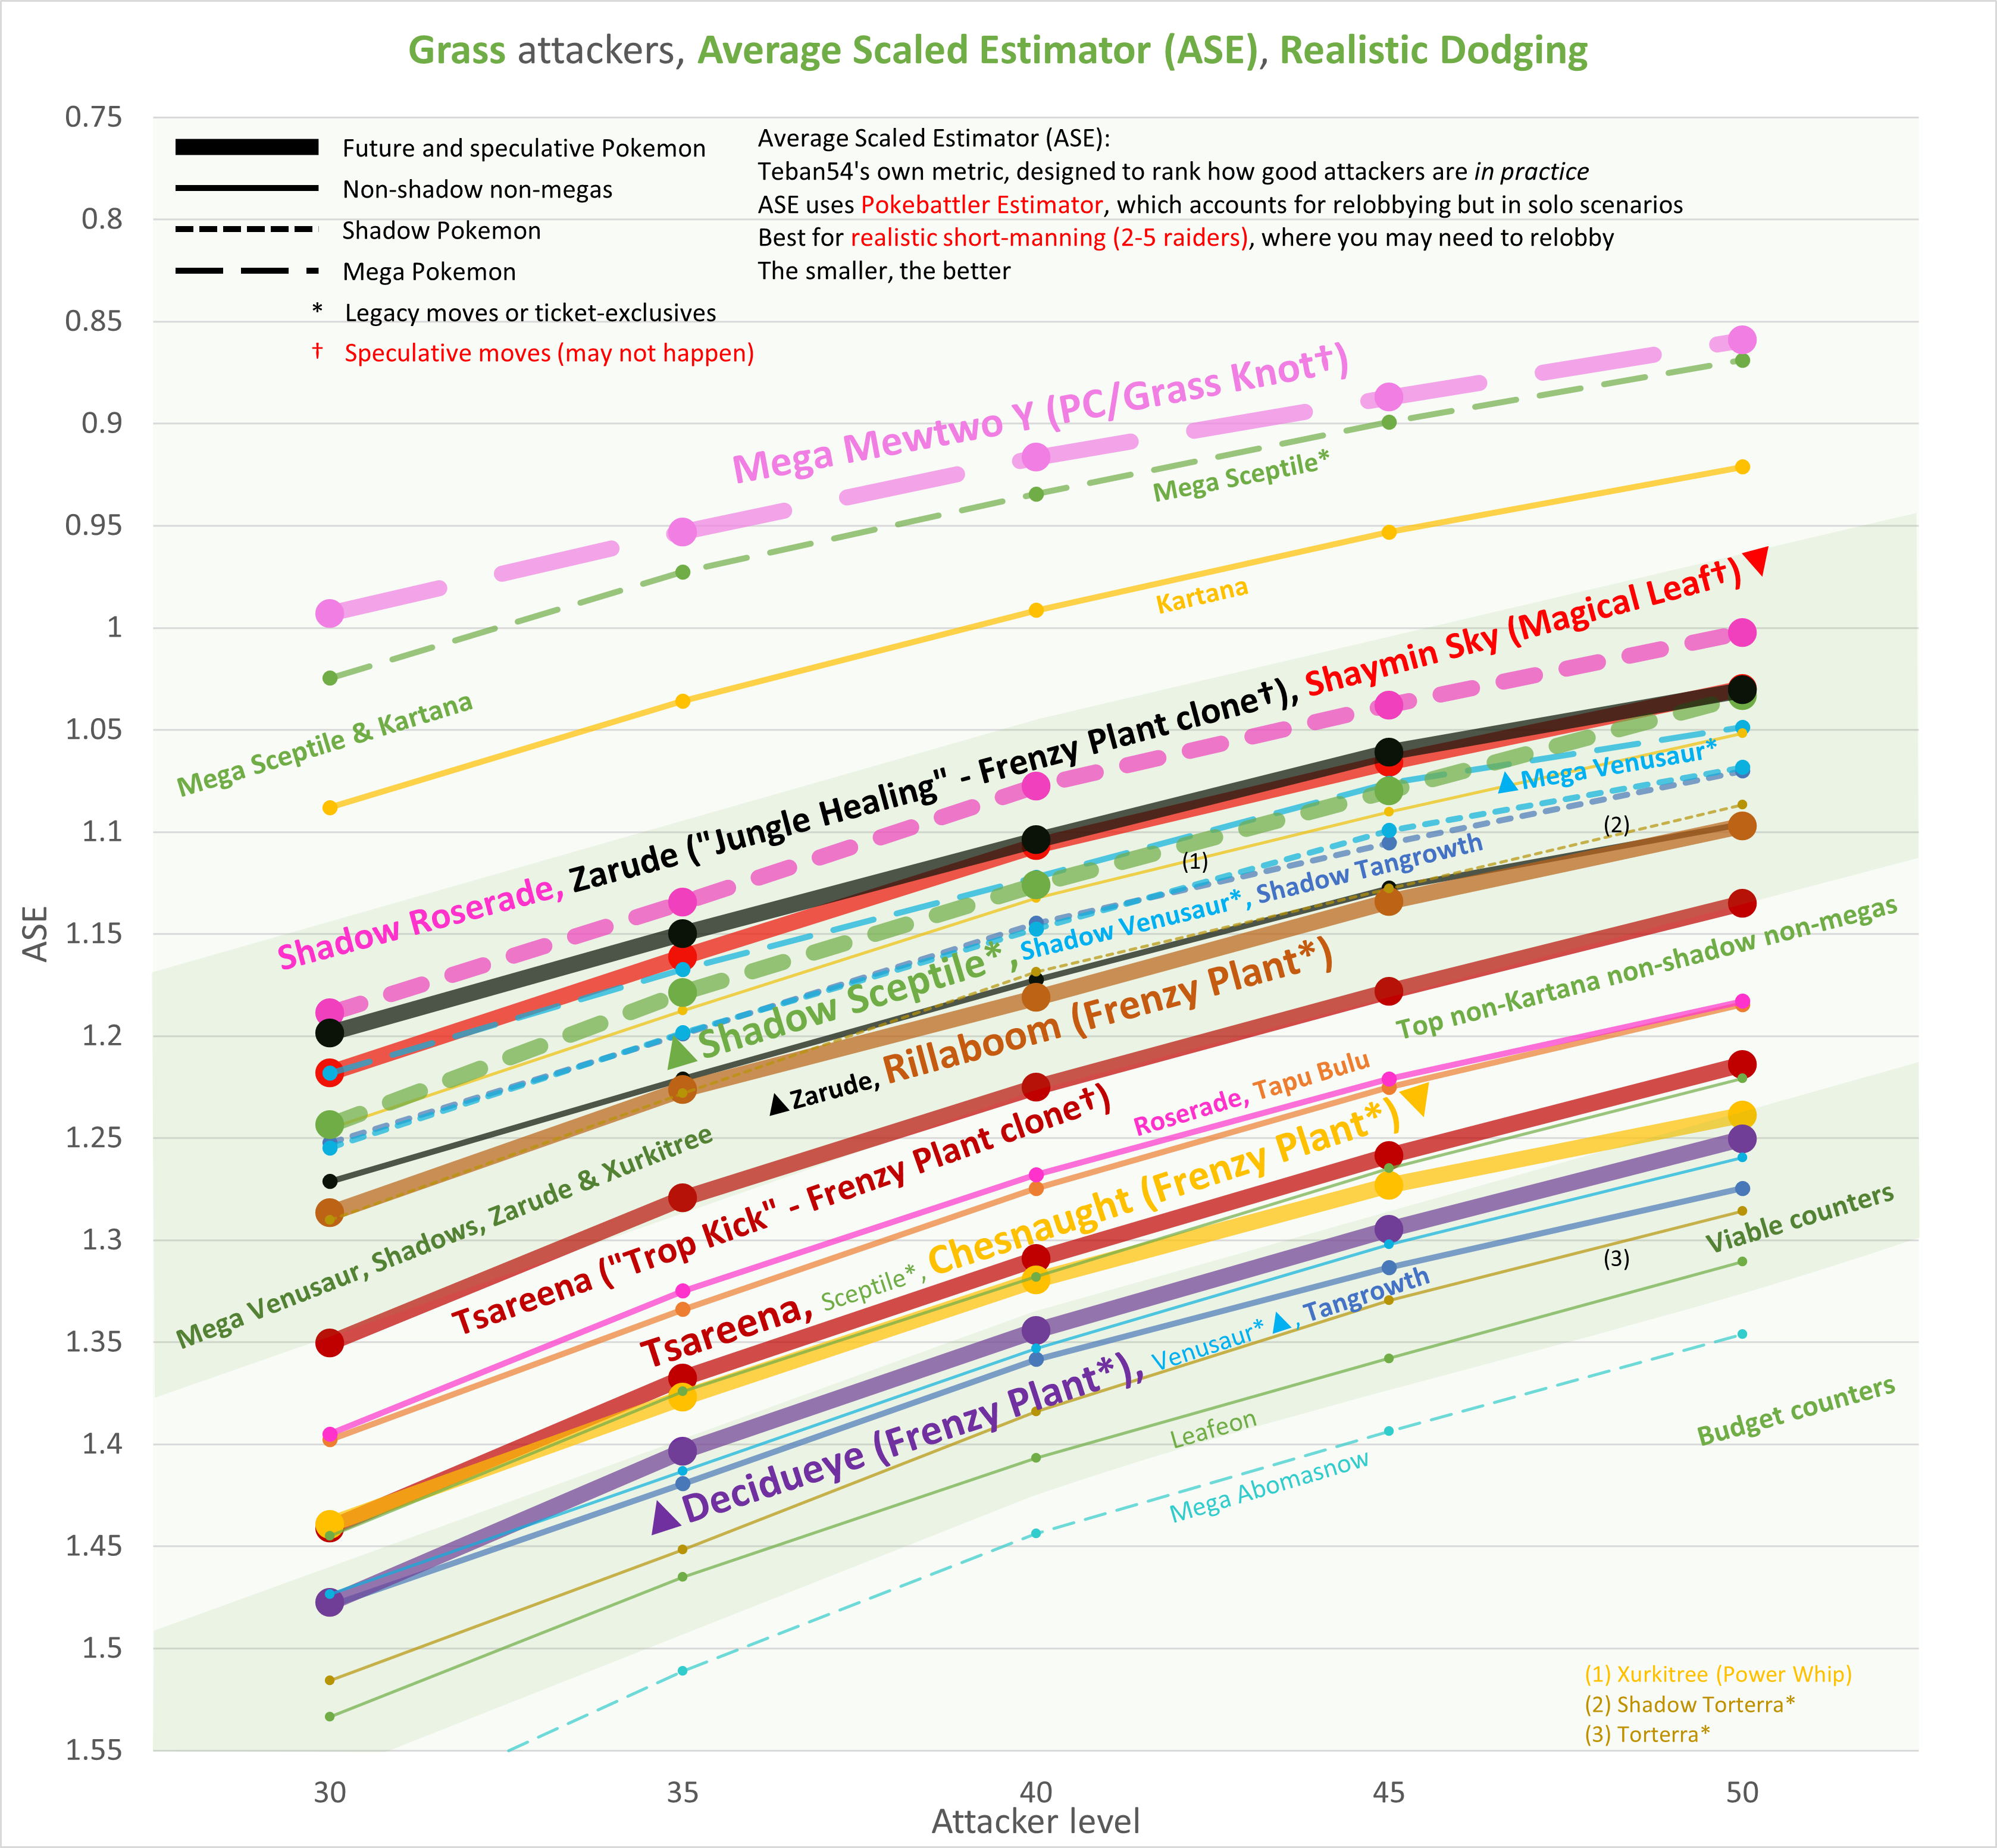 Grass attackers, Average Scaled Estimator (ASE), Realistic Dodging
Future and speculative Pokemon
Non-shadow non-megas
Shadow Pokemon
Mega Pokemon
* Legacy moves or ticket-exclusives
† Speculative moves (may not happen)
Average Scaled Estimator (ASE):
Teban54's own metric, designed to rank how good attackers are in practice
ASE uses Pokebattler Estimator, which accounts for relobbying but in solo scenarios
Best for realistic short-manning (2-5 raiders), where you may need to relobby
The smaller, the better
ASE
0.75
0.8
0.85
0.9
0.95
1
1.05
1.1
1.15
1.2
1.25
1.3
1.35
1.4
1.45
1.5
1.55
Mega Mewtwo Y (PC/Grass Knot†)
Mega Sceptile*
Kartana
Mega Sceptile & Kartana
Shadow Roserade, Zarude ("Jungle Healing" - Frenzy Plant clone†), Shaymin Sky (Magical Leaf†)▼
▲Mega Venusaur*
(1)
(2)
▲Shadow Sceptile*, Shadow Venusaur*, Shadow Tangrowth
▲Zarude, Rillaboom (Frenzy Plant*)
Mega Venusaur, Shadows, Zarude & Xurkitree
Top non-Kartana non-shadow non-megas
Tsareena ("Trop Kick" - Frenzy Plant clone†)
Roserade, Tapu Bulu
Tsareena, Sceptile*, Chesnaught (Frenzy Plant*)▼
Viable counters
(3)
▲Decidueye (Frenzy Plant*), Venusaur*▲, Tangrowth
Leafeon
Mega Abomasnow
Budget counters
(1) Xurkitree (Power Whip)
(2) Shadow Torterra*
(3) Torterra*
30 35 40 45 50
Attacker level